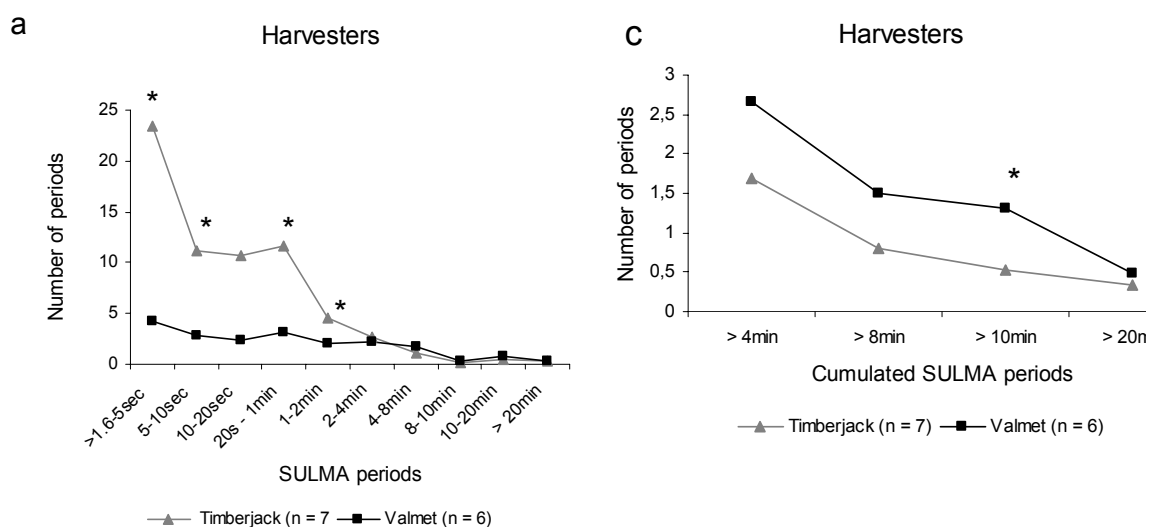 a
Harvesters
Number of periods
25
20
15
10
5
0
*
*
*
*
>1.6-5sec
5-10sec
10-20sec
20s - 1min
1-2min
2-4min
4-8min
8-10min
10-20min
> 20min
SULMA periods
Timberjack (n = 7 Valmet (n = 6)
c
Harvesters
Number of periods
3
2,5
2
1,5
1
0,5
0
*
> 4min > 8min > 10min > 20m
Cumulated SULMA periods
Timberjack (n = 7) Valmet (n = 6)